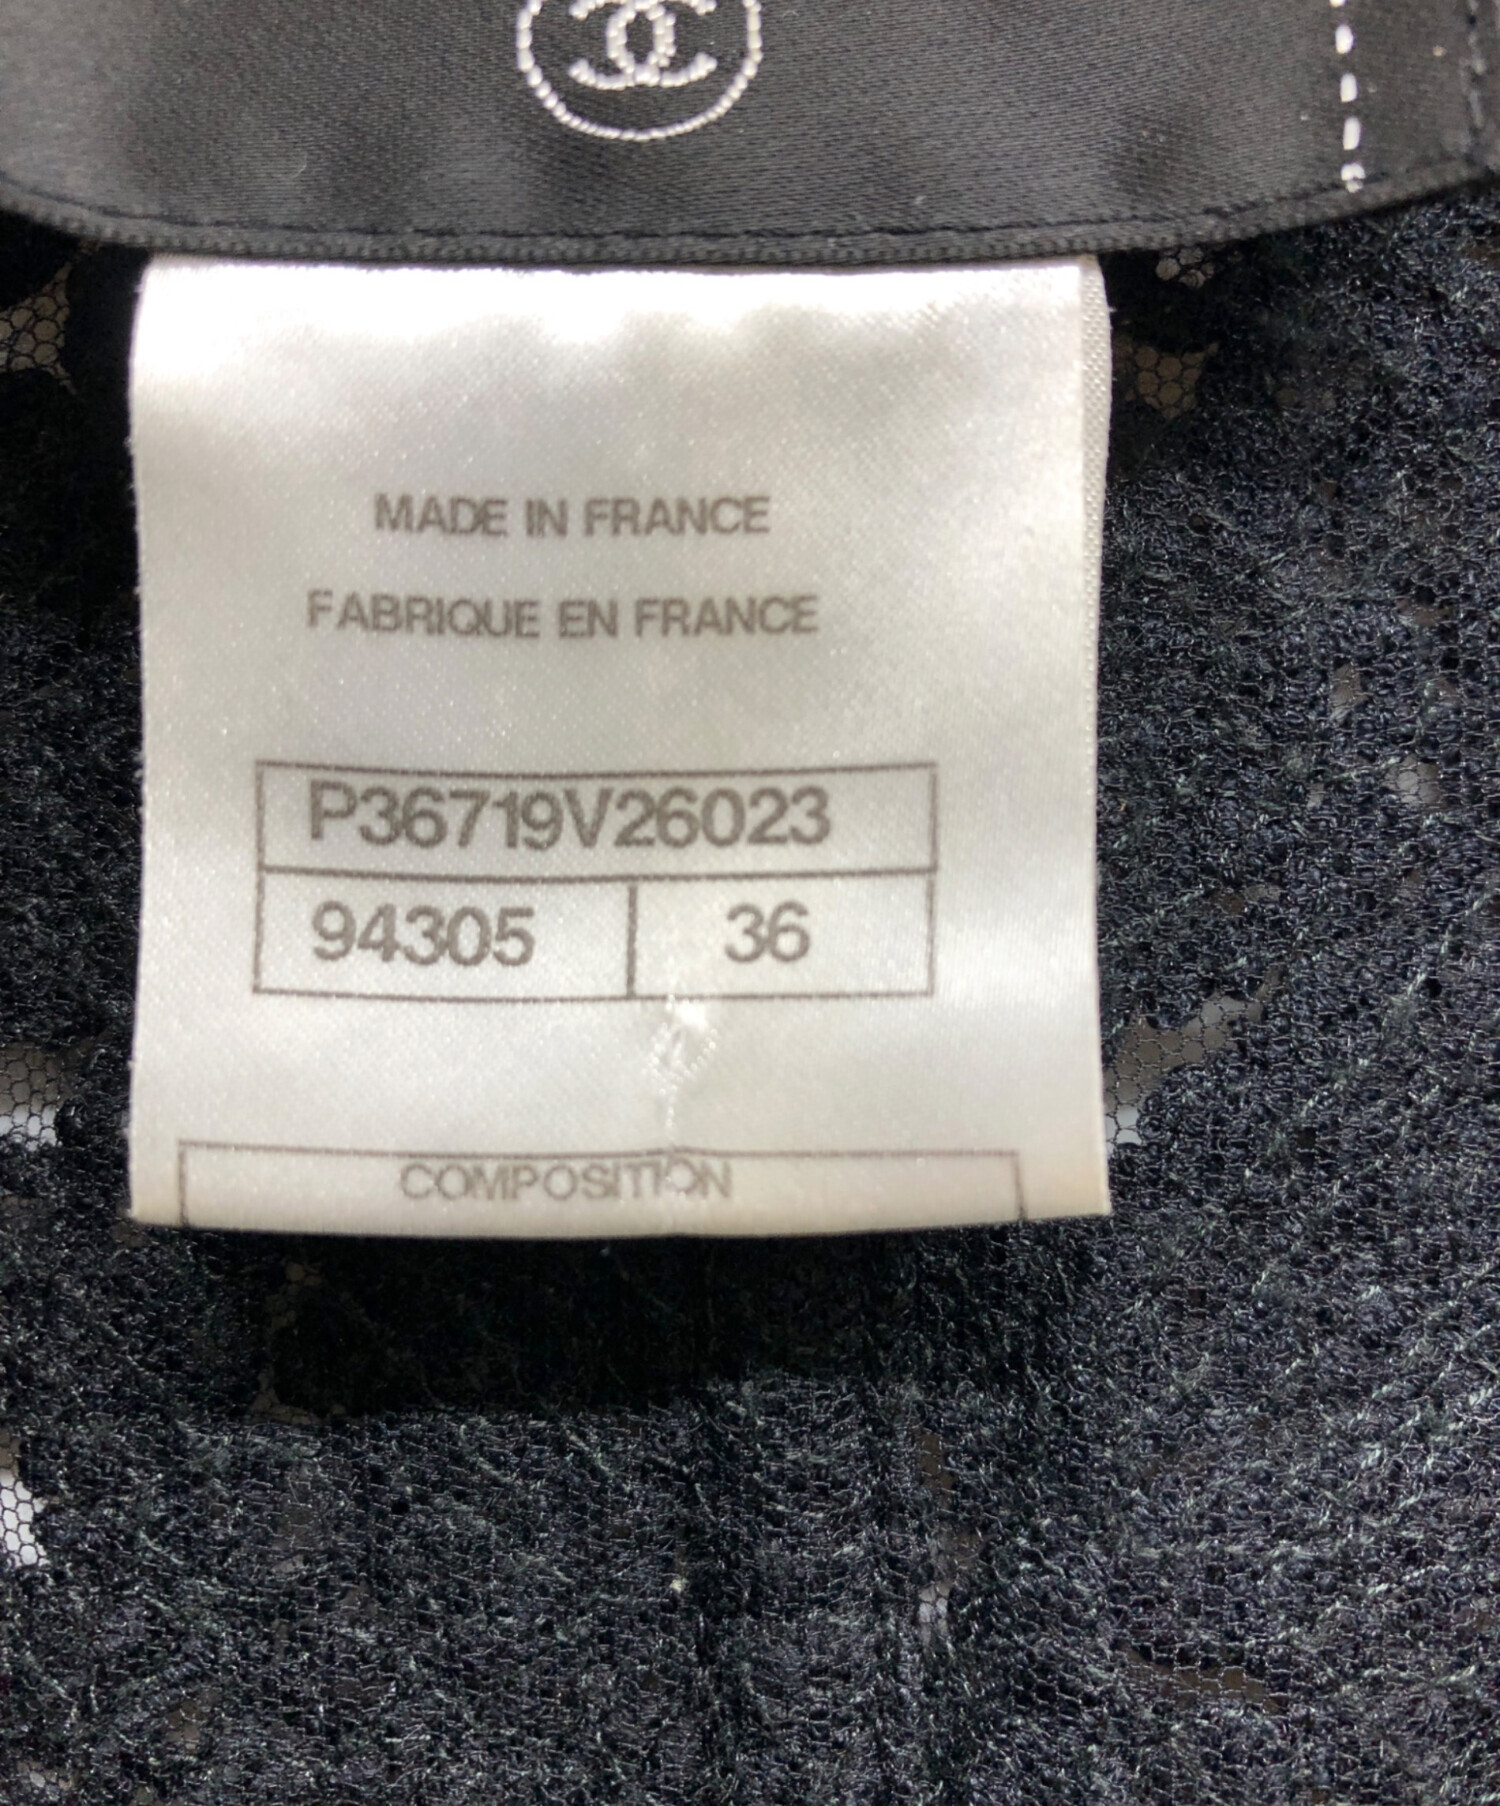 MADE IN FRANCE
FABRIQUE EN FRANCE
P36719V26023
94305 36
COMPOSITION